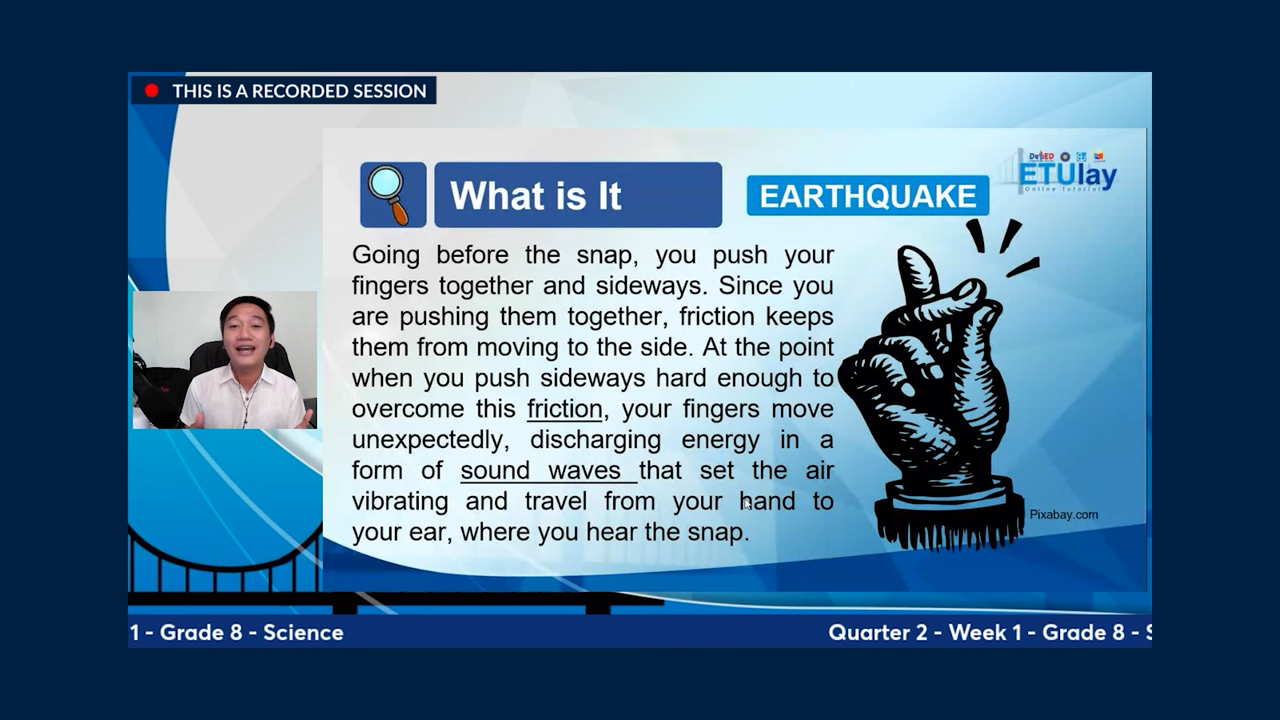 THIS IS A RECORDED SESSION
DepED
ETUlay
Online Tutorial
What is It
EARTHQUAKE
Going before the snap, you push your
fingers together and sideways. Since you
are pushing them together, friction keeps
them from moving to the side. At the point
when you push sideways hard enough to
overcome this friction, your fingers move
unexpectedly, discharging energy in a
form of sound waves that set the air
vibrating and travel from your hand to
your ear, where you hear the snap.
Pixabay.com
1 - Grade 8 - Science
Quarter 2 - Week 1 - Grade 8 - S